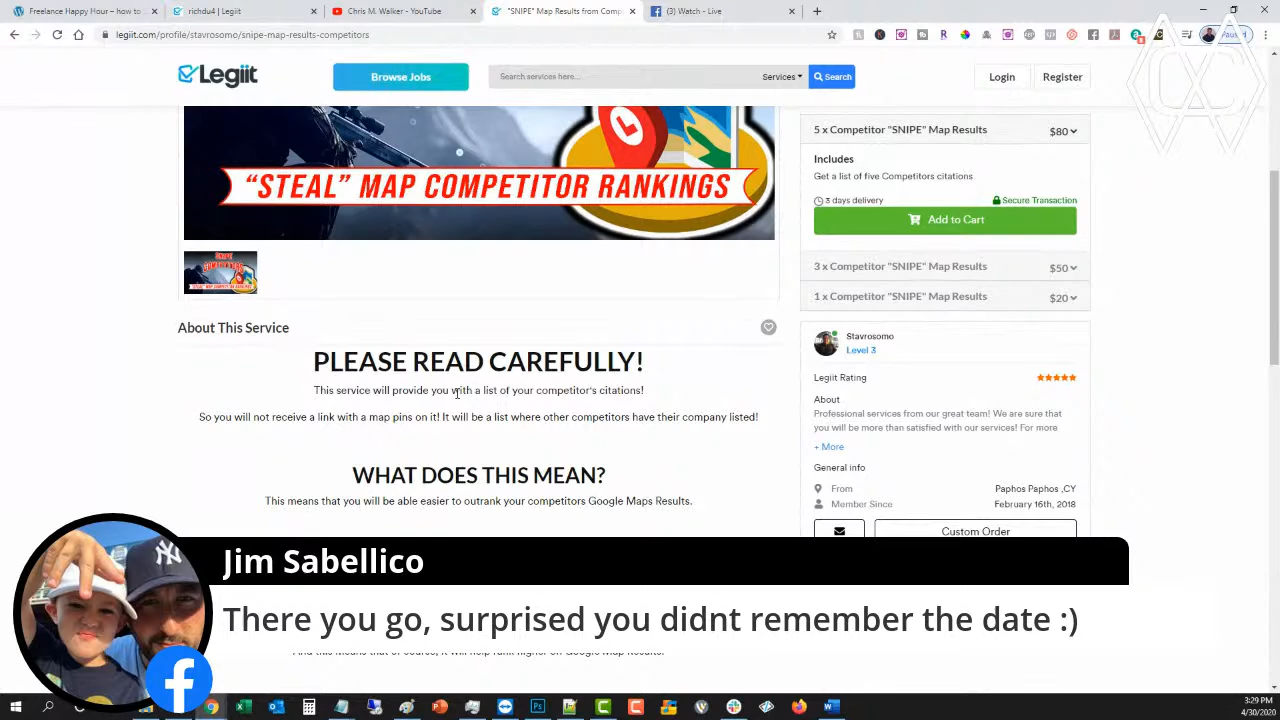 Freelance Happy Hour - how to
richdu4 | Legiit
Chris M. Walker - YouTube
"SNIPE" Map Results from Comp
(3) Watch - Live
legiit.com/profile/stavrosomo/snipe-map-results-competitors
Paused
Legiit
Browse Jobs
Search services here...
Services
Search
Login
Register
"STEAL" MAP COMPETITOR RANKINGS
5 x Competitor "SNIPE" Map Results
$80
Includes
Get a list of five Competitors citations
3 days delivery
Secure Transaction
Add to Cart
3 x Competitor "SNIPE" Map Results
$50
1 x Competitor "SNIPE" Map Results
$20
About This Service
PLEASE READ CAREFULLY!
This service will provide you with a list of your competitor's citations!
So you will not receive a link with a map pins on it! It will be a list where other competitors have their company listed!
WHAT DOES THIS MEAN?
This means that you will be able easier to outrank your competitors Google Maps Results.
Stavrosomo
Level 3
Legiit Rating
About
Professional services from our great team! We are sure that
you will be more than satisfied with our services! For more
+ More
General info
From
Paphos Paphos ,CY
Member Since
February 16th, 2018
Custom Order
Jim Sabellico
There you go, surprised you didnt remember the date :)
3:29 PM
4/30/2020